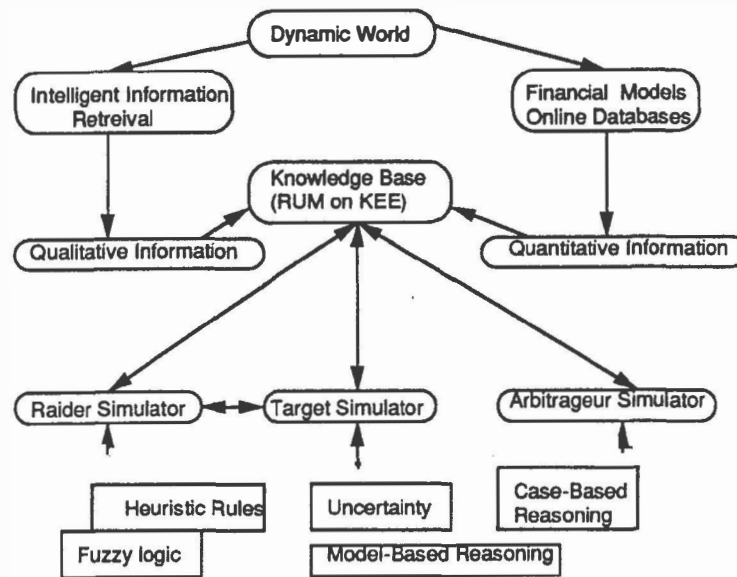 Dynamic World
Intelligent Information
Retreival
Financial Models
Online Databases
Knowledge Base
(RUM on KEE)
Qualitative Information
Quantitative Information
Raider Simulator
Target Simulator
Arbitrageur Simulator
Heuristic Rules
Fuzzy logic
Uncertainty
Model-Based Reasoning
Case-Based
Reasoning